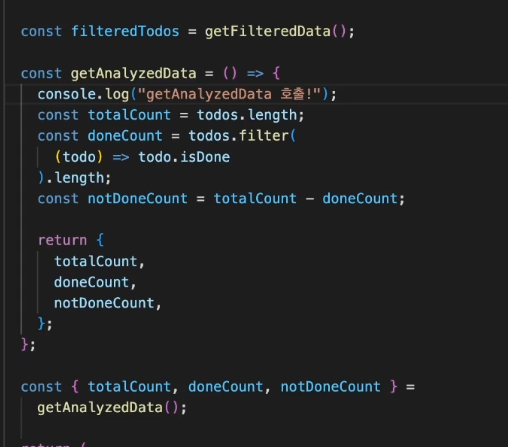 const filteredTodos = getFilteredData();
const getAnalyzedData = () => {
console.log("getAnalyzedData 호출!");
const totalCount = todos.length;
const doneCount = todos.filter(
(todo) => todo.isDone
).length;
const notDoneCount = totalCount - doneCount;
return {
totalCount,
doneCount,
notDoneCount,
};
};
const { totalCount, doneCount, notDoneCount } =
getAnalyzedData();
return (